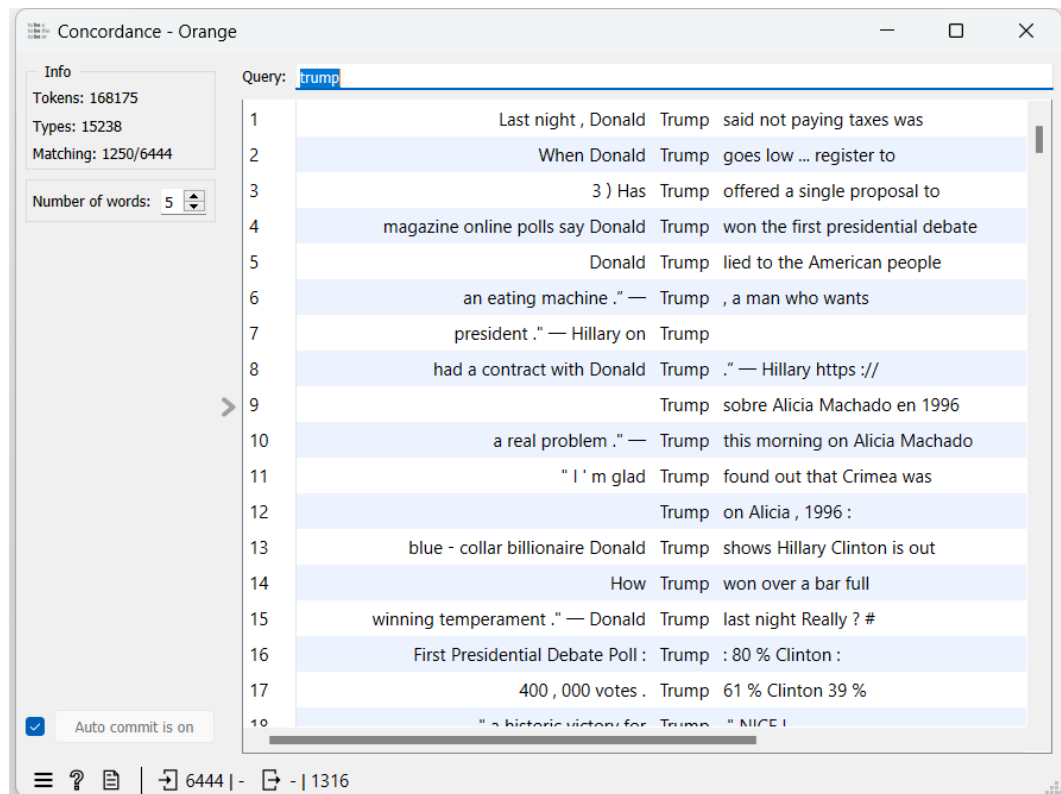 Concordance - Orange
Info
Tokens: 168175
Types: 15238
Matching: 1250/6444
Number of words: 5
Query: trump
1 Last night , Donald Trump said not paying taxes was
2 When Donald Trump goes low ... register to
3 3 ) Has Trump offered a single proposal to
4 magazine online polls say Donald Trump won the first presidential debate
5 Donald Trump lied to the American people
6 an eating machine .” — Trump , a man who wants
7 president ." — Hillary on Trump
8 had a contract with Donald Trump .” — Hillary https ://
9 Trump sobre Alicia Machado en 1996
10 a real problem ." — Trump this morning on Alicia Machado
11 " I ' m glad Trump found out that Crimea was
12 Trump on Alicia , 1996 :
13 blue - collar billionaire Donald Trump shows Hillary Clinton is out
14 How Trump won over a bar full
15 winning temperament ." — Donald Trump last night Really ? #
16 First Presidential Debate Poll : Trump : 80 % Clinton :
17 400 , 000 votes . Trump 61 % Clinton 39 %
18 " a historic victory for Trump ." NICE !
Auto commit is on
6444 | - - | 1316